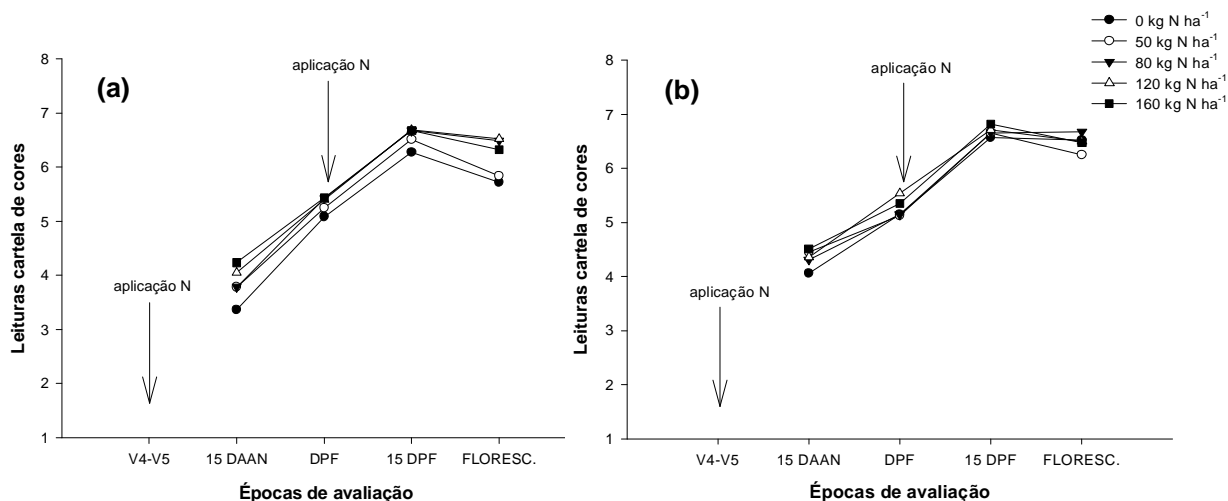 0 kg N ha⁻¹
50 kg N ha⁻¹
80 kg N ha⁻¹
120 kg N ha⁻¹
160 kg N ha⁻¹
(a)
aplicação N
aplicação N
Leituras cartela de cores
8
7
6
5
4
3
2
1
V4-V5
15 DAAN
DPF
15 DPF
FLORESC.
Épocas de avaliação
(b)
aplicação N
aplicação N
Leituras cartela de cores
8
7
6
5
4
3
2
1
V4-V5
15 DAAN
DPF
15 DPF
FLORESC.
Épocas de avaliação